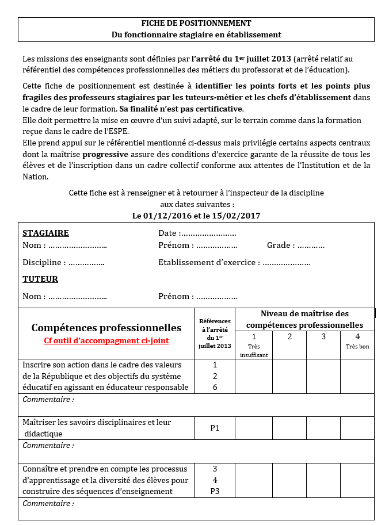 FICHE DE POSITIONNEMENT
Du fonctionnaire stagiaire en établissement
Les missions des enseignants sont définies par l'arrêté du 1er juillet 2013 (arrêté relatif au
référentiel des compétences professionnelles des métiers du professorat et de l'éducation).
Cette fiche de positionnement est destinée à identifier les points forts et les points plus
fragiles des professeurs stagiaires par les tuteurs-métier et les chefs d'établissement dans
le cadre de leur formation. Sa finalité n'est pas certificative.
Elle doit permettre la mise en œuvre d'un suivi adapté, sur le terrain comme dans la formation
reçue dans le cadre de l'ESPE.
Elle prend appui sur le référentiel mentionné ci-dessus mais privilégie certains aspects centraux
dont la maîtrise progressive assure des conditions d'exercice garante de la réussite de tous les
élèves et de l'inscription dans un cadre collectif conforme aux attentes de l'Institution et de la
Nation.
Cette fiche est à renseigner et à retourner à l'inspecteur de la discipline
aux dates suivantes :
Le 01/12/2016 et le 15/02/2017
STAGIAIRE Date :........................
Nom : ........................ Prénom : .................. Grade : ............
Discipline : ................ Etablissement d'exercice : .....................
TUTEUR
Nom : ........................ Prénom : ..................
Compétences professionnelles
Cf outil d'accompagment ci-joint
Références
à l'arrêté
du 1er
juillet 2013
Niveau de maîtrise des
compétences professionnelles
1 2 3 4
Très
insuffisant
Très bon
Inscrire son action dans le cadre des valeurs 1
de la République et des objectifs du système 2
éducatif en agissant en éducateur responsable 6
Commentaire :
Maîtriser les savoirs disciplinaires et leur
didactique
P1
Commentaire :
Connaître et prendre en compte les processus 3
d'apprentissage et la diversité des élèves pour 4
construire des séquences d'enseignement P3
Commentaire :